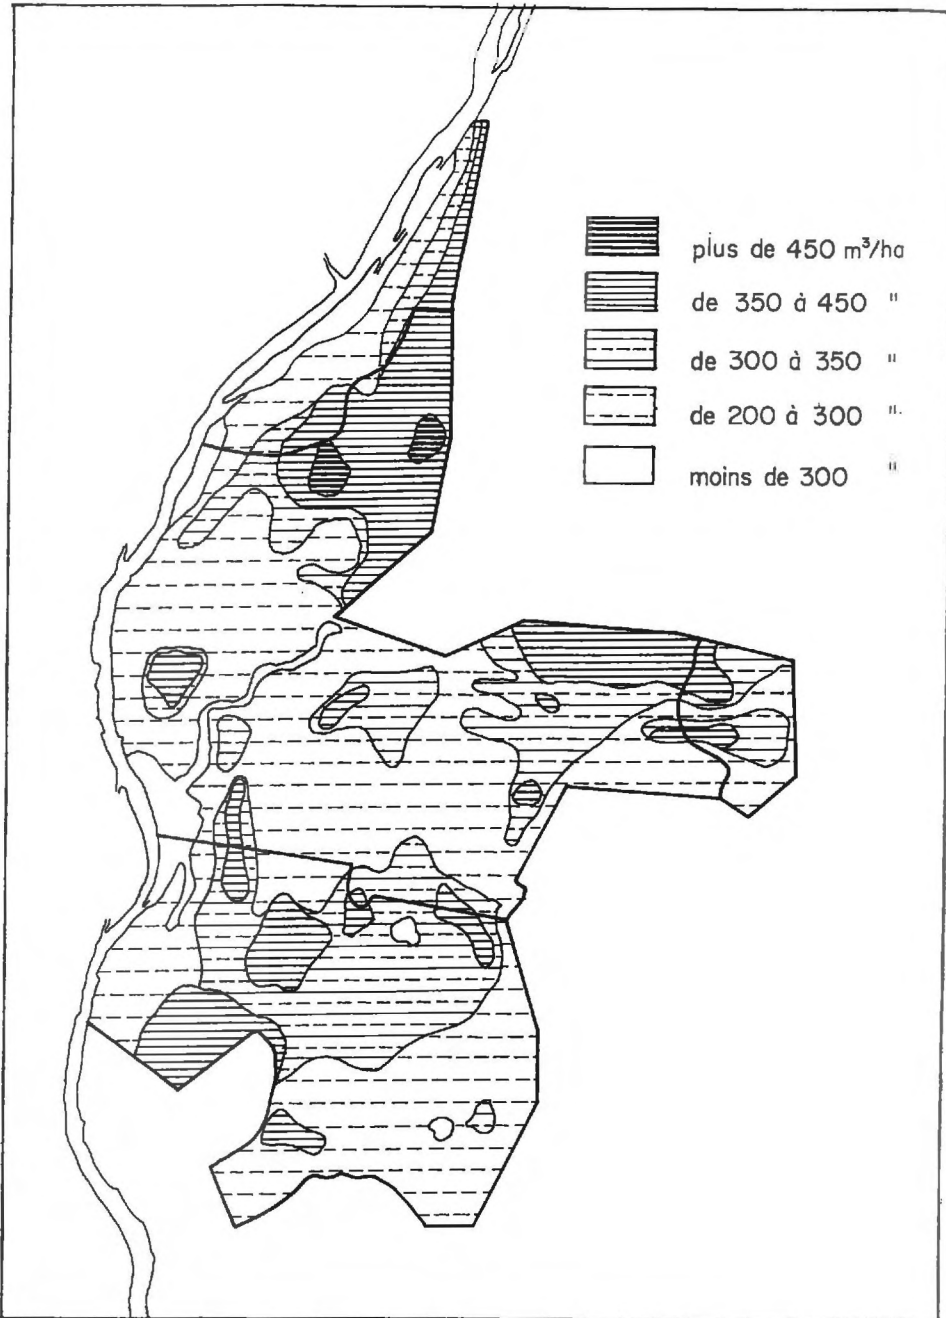 plus de 450 m³/ha
de 350 à 450 "
de 300 à 350 "
de 200 à 300 "
moins de 300 "